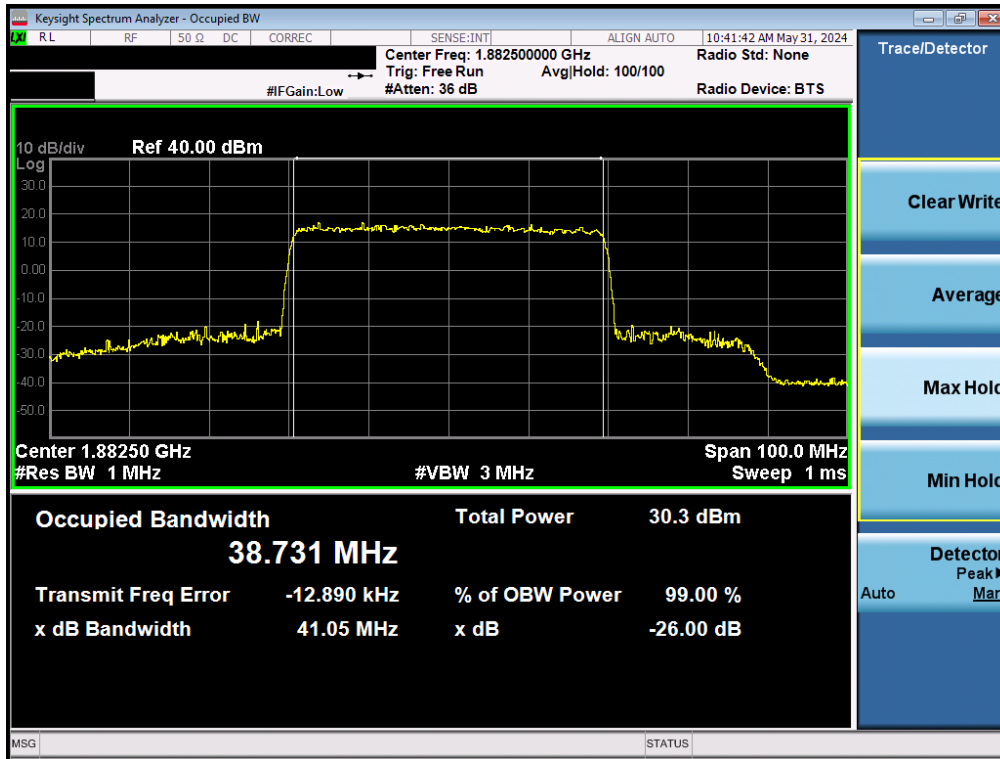 Keysight Spectrum Analyzer - Occupied BW
LXI RL RF 50 Ω DC CORREC SENSE:INT ALIGN AUTO 10:41:42 AM May 31, 2024
Center Freq: 1.882500000 GHz Radio Std: None
Trig: Free Run Avg|Hold: 100/100
#IFGain:Low #Atten: 36 dB Radio Device: BTS
10 dB/div Ref 40.00 dBm
Log
30.0
20.0
10.0
0.00
-10.0
-20.0
-30.0
-40.0
-50.0
Center 1.88250 GHz Span 100.0 MHz
#Res BW 1 MHz #VBW 3 MHz Sweep 1 ms
Occupied Bandwidth Total Power 30.3 dBm
38.731 MHz
Transmit Freq Error -12.890 kHz % of OBW Power 99.00 %
x dB Bandwidth 41.05 MHz x dB -26.00 dB
MSG STATUS
Trace/Detector
Clear Write
Average
Max Hold
Min Hold
Detector
Peak
Auto Man